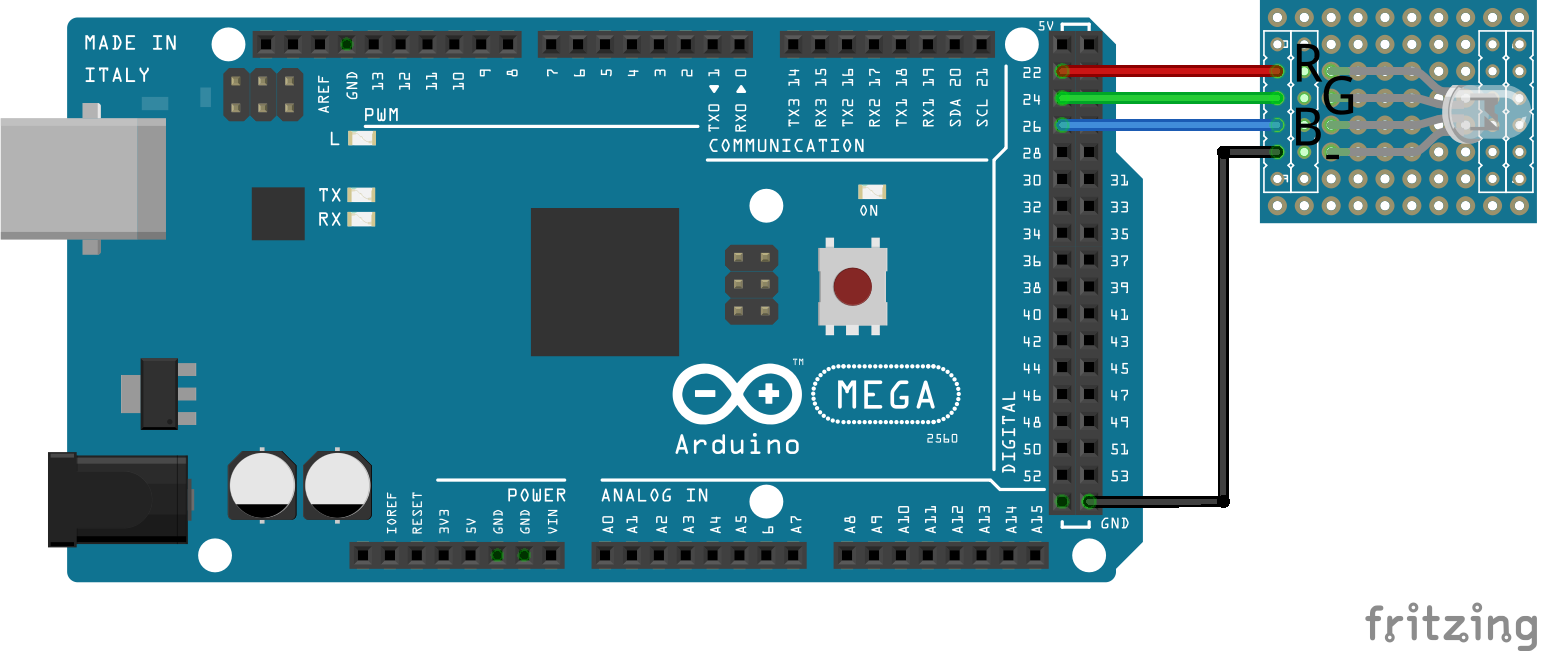 MADE IN
ITALY
AREF
GND
13
12
11
10
9
8
7
6
5
4
3
2
TX0 ▶ 1
RX0 ◀ 0
TX3 14
RX3 15
TX2 16
RX2 17
TX1 18
RX1 19
SDA 20
SCL 21
5V
PWM
COMMUNICATION
L
TX
RX
ON
22
24
26
28
30 31
32 33
34 35
36 37
38 39
40 41
42 43
44 45
46 47
48 49
50 51
52 53
GND
DIGITAL
R
G
B
-
TM
MEGA
2560
Arduino
POWER
ANALOG IN
IOREF
RESET
3V3
5V
GND
GND
VIN
A0
A1
A2
A3
A4
A5
6
A7
A8
A9
A10
A11
A12
A13
A14
A15
fritzing